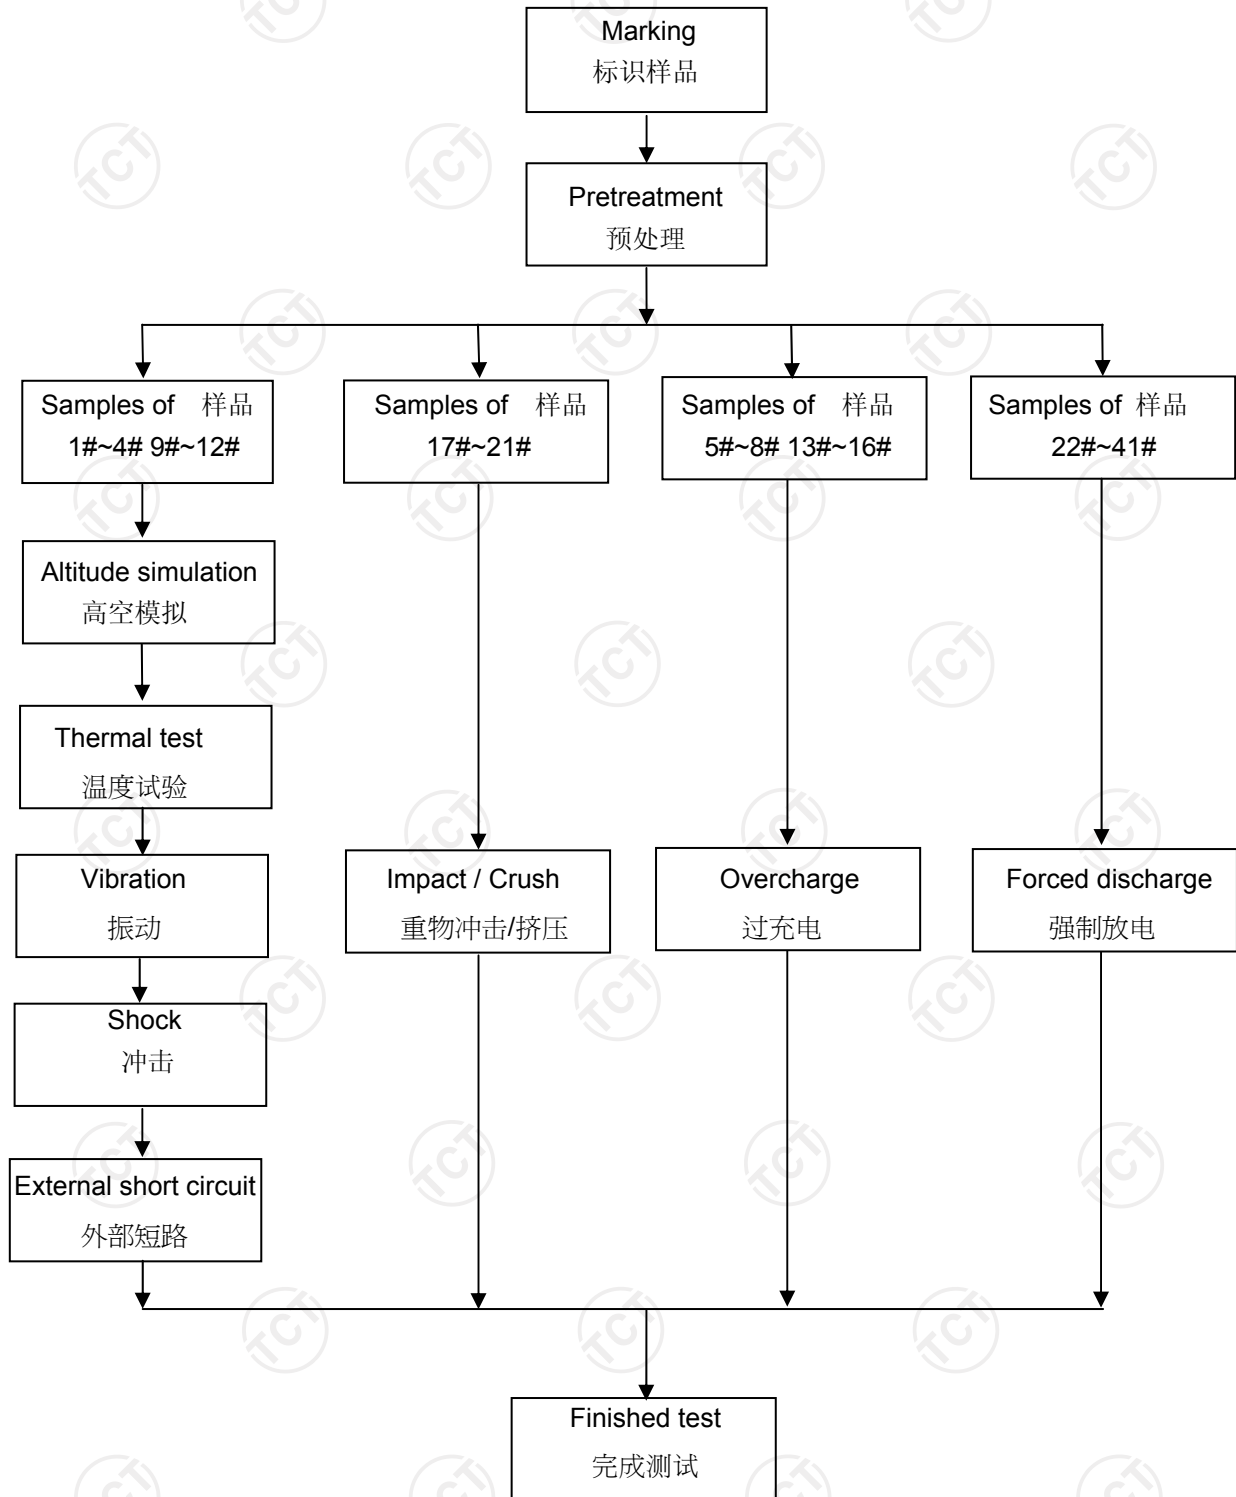 Marking
标识样品
Pretreatment
预处理
Samples of 样品
1#~4# 9#~12#
Samples of 样品
17#~21#
Samples of 样品
5#~8# 13#~16#
Samples of 样品
22#~41#
Altitude simulation
高空模拟
Thermal test
温度试验
Vibration
振动
Impact / Crush
重物冲击/挤压
Overcharge
过充电
Forced discharge
强制放电
Shock
冲击
External short circuit
外部短路
Finished test
完成测试
TCT